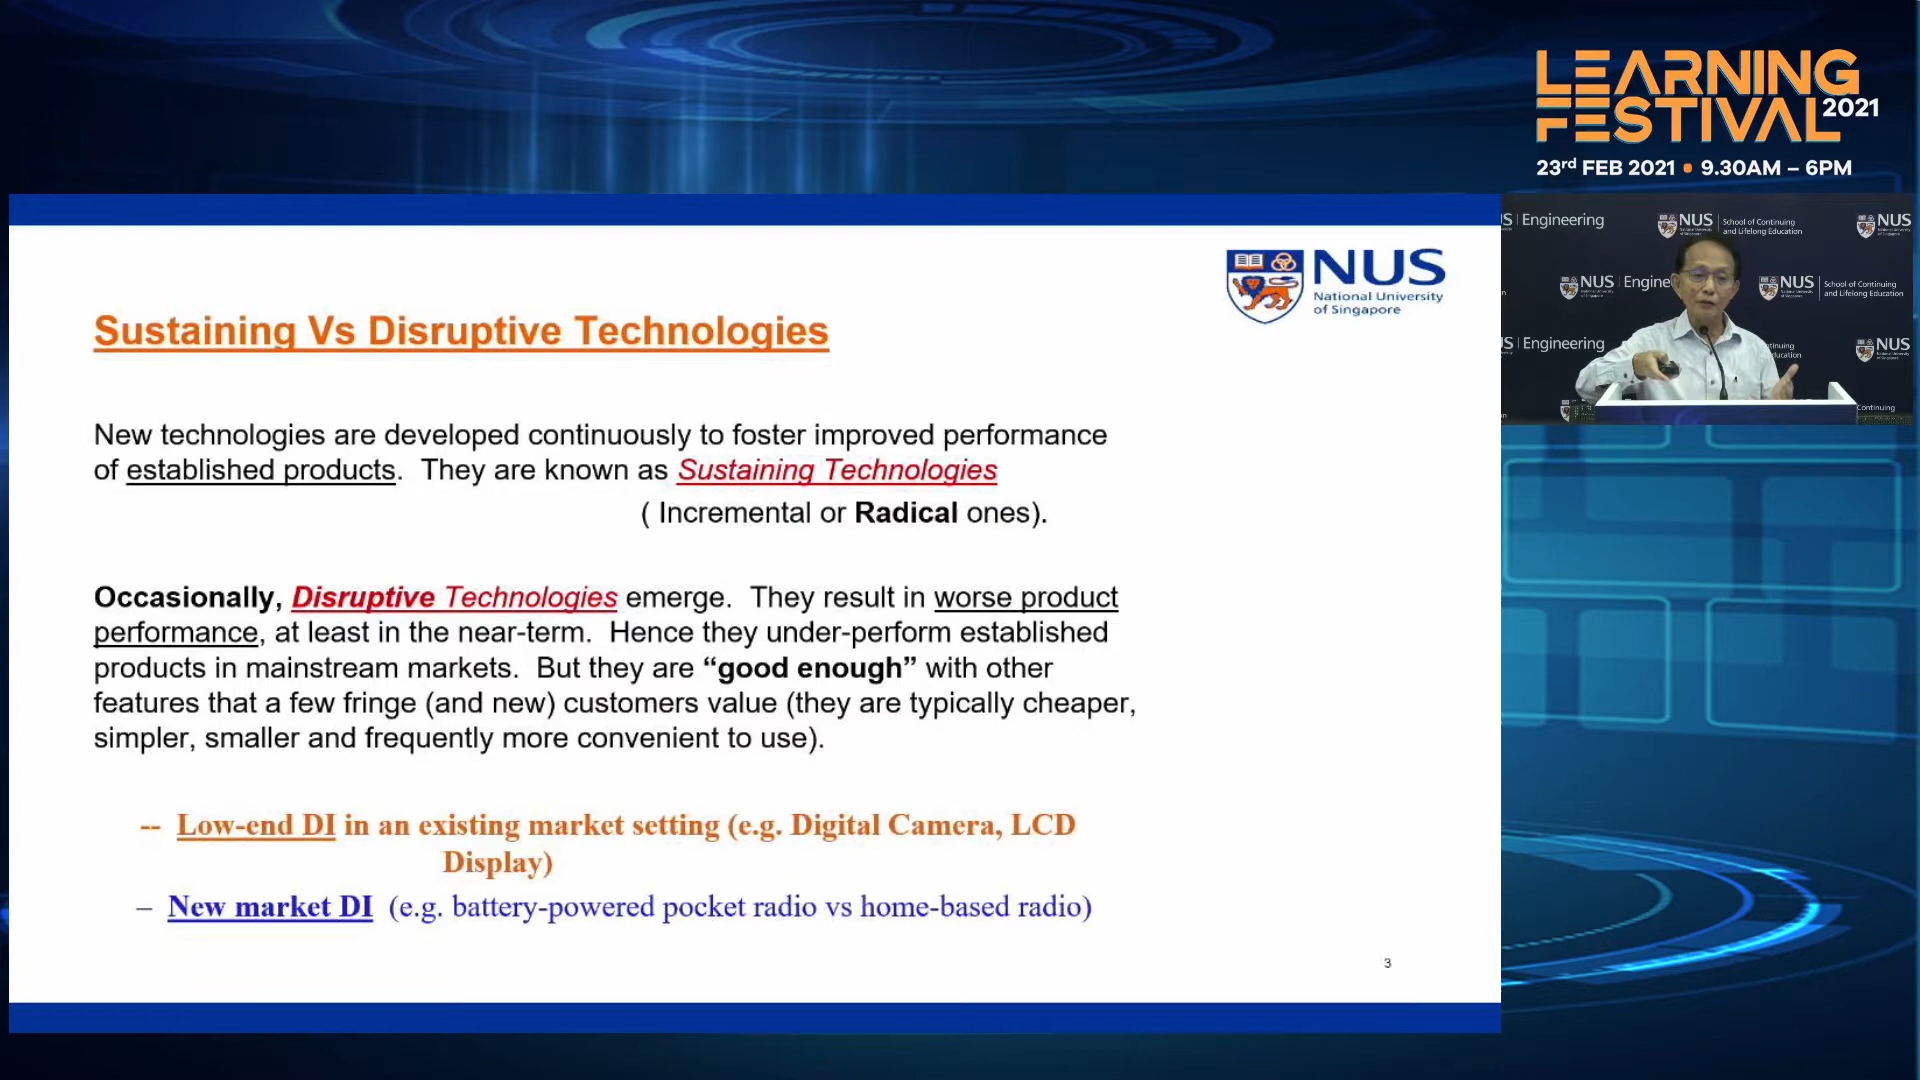 LEARNING
FESTIVAL
2021
23rd FEB 2021 • 9.30AM – 6PM
NUS
National University
of Singapore
Sustaining Vs Disruptive Technologies
New technologies are developed continuously to foster improved performance
of established products. They are known as Sustaining Technologies
( Incremental or Radical ones).
Occasionally, Disruptive Technologies emerge. They result in worse product
performance, at least in the near-term. Hence they under-perform established
products in mainstream markets. But they are “good enough” with other
features that a few fringe (and new) customers value (they are typically cheaper,
simpler, smaller and frequently more convenient to use).
-- Low-end DI in an existing market setting (e.g. Digital Camera, LCD
Display)
– New market DI (e.g. battery-powered pocket radio vs home-based radio)
3
S | Engineering
NUS
School of Continuing
and Lifelong Education
NUS
NUS | Engine
NUS
School of Continuing
and Lifelong Education
S | Engineering
NUS
Continuing